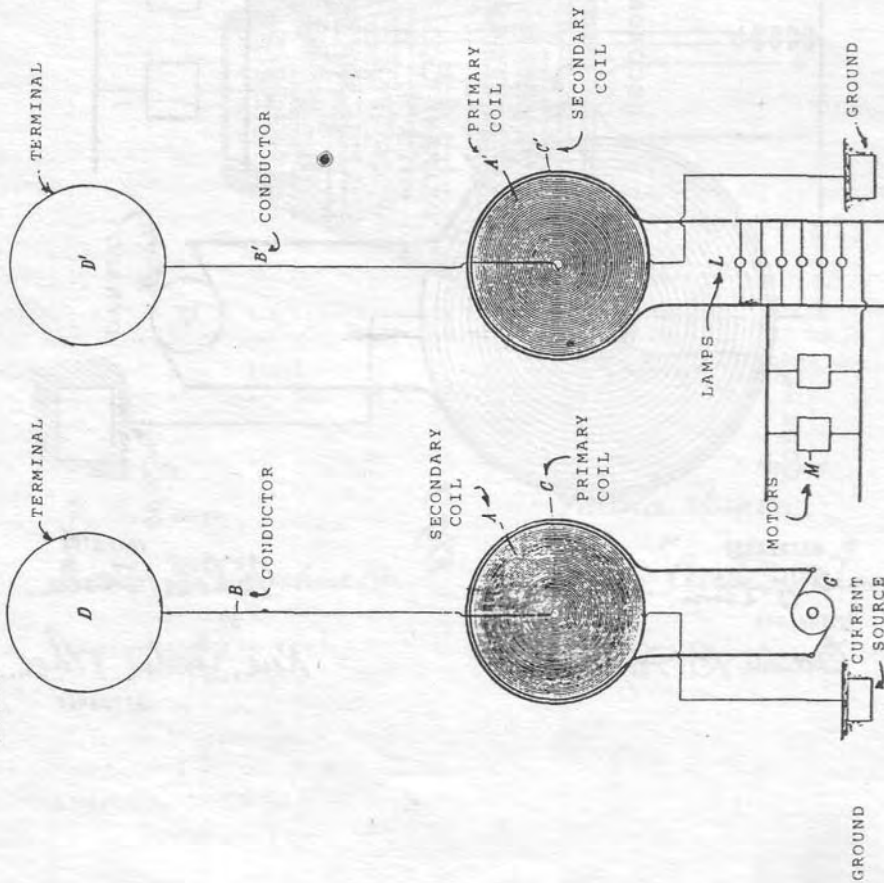 TERMINAL
D'
B'
CONDUCTOR
PRIMARY
COIL
A'
C'
SECONDARY
COIL
GROUND
LAMPS
L
MOTORS
M
TERMINAL
D
B
CONDUCTOR
SECONDARY
COIL
A
C
PRIMARY
COIL
G
CURRENT
SOURCE
GROUND